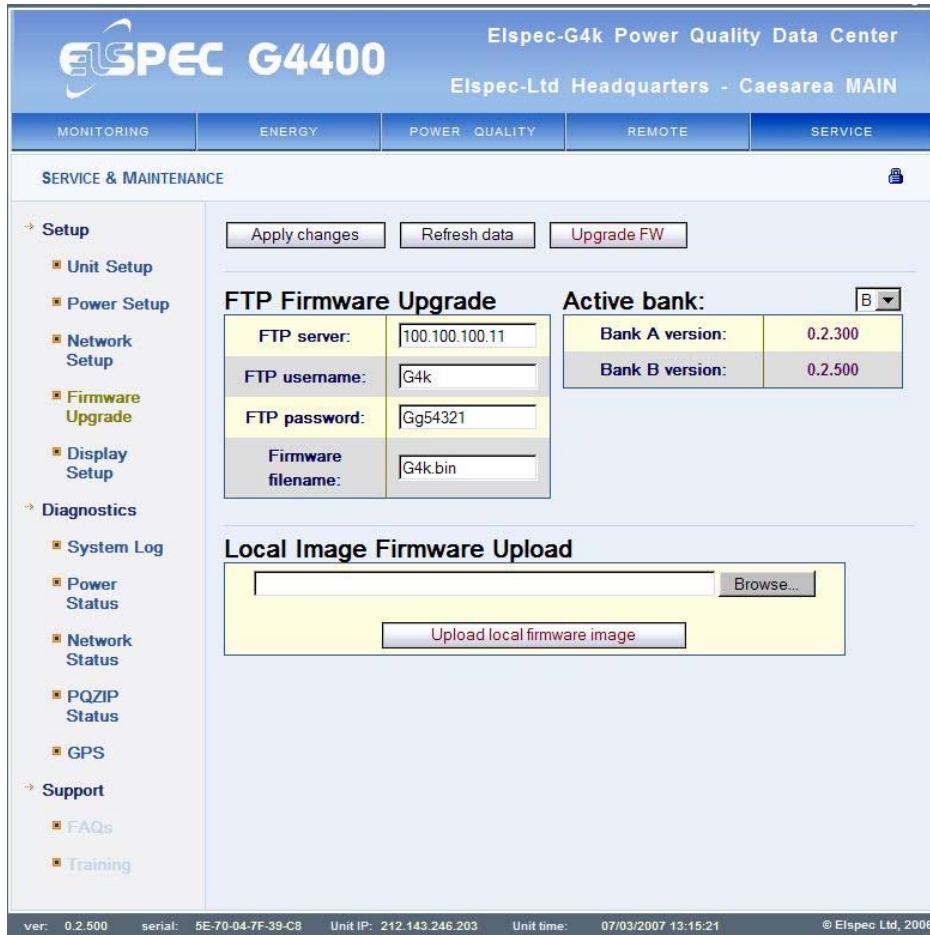 ELSPEC G4400
Elspec-G4k Power Quality Data Center
Elspec-Ltd Headquarters - Caesarea MAIN
MONITORING ENERGY POWER QUALITY REMOTE SERVICE
SERVICE & MAINTENANCE
Setup
Unit Setup
Power Setup
Network
Setup
Firmware
Upgrade
Display
Setup
Diagnostics
System Log
Power
Status
Network
Status
PQZIP
Status
GPS
Support
FAQs
Training
Apply changes Refresh data Upgrade FW
FTP Firmware Upgrade
FTP server: 100.100.100.11
FTP username: G4k
FTP password: Gg54321
Firmware
filename: G4k.bin
Active bank: B
Bank A version: 0.2.300
Bank B version: 0.2.500
Local Image Firmware Upload
Browse...
Upload local firmware image
ver: 0.2.500 serial: 5E-70-04-7F-39-C8 Unit IP: 212.143.246.203 Unit time: 07/03/2007 13:15:21 © Elspec Ltd, 2006